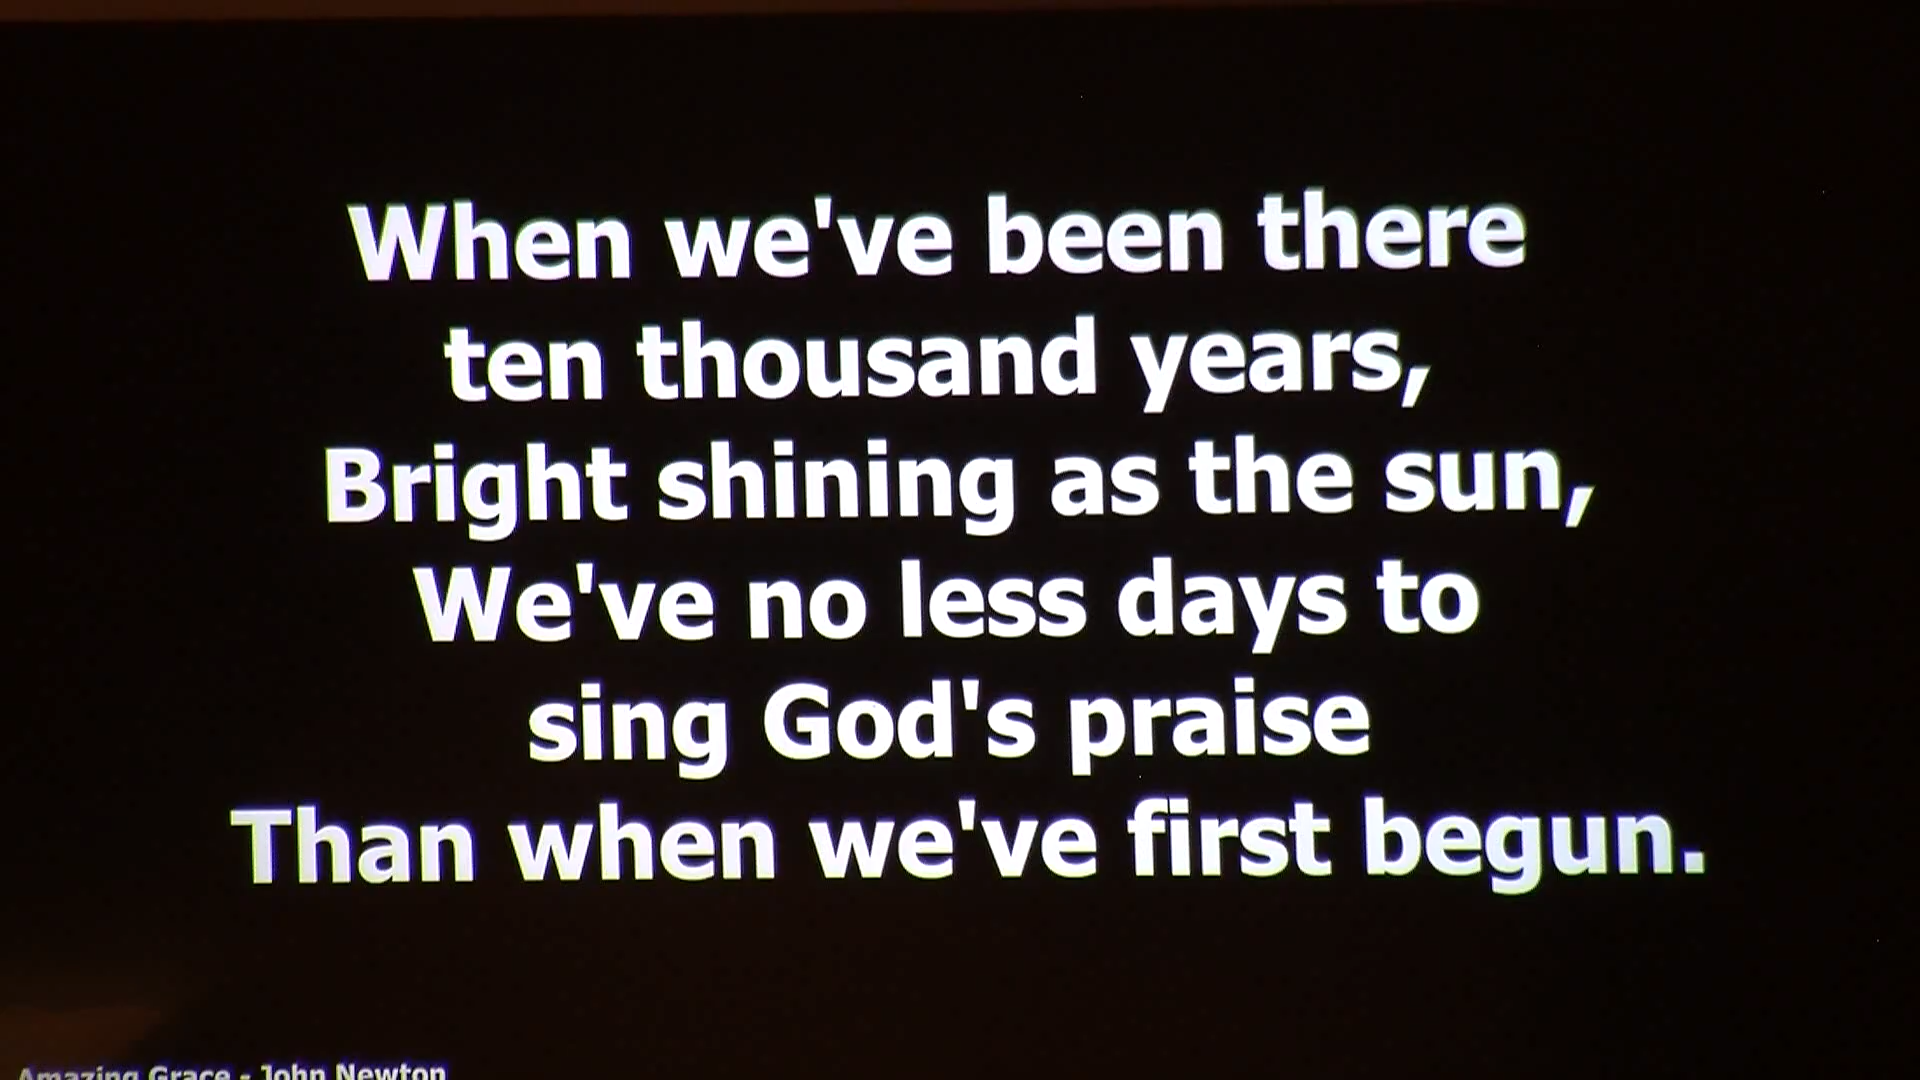 When we've been there
ten thousand years,
Bright shining as the sun,
We've no less days to
sing God's praise
Than when we've first begun.
Amazing Grace - John Newton